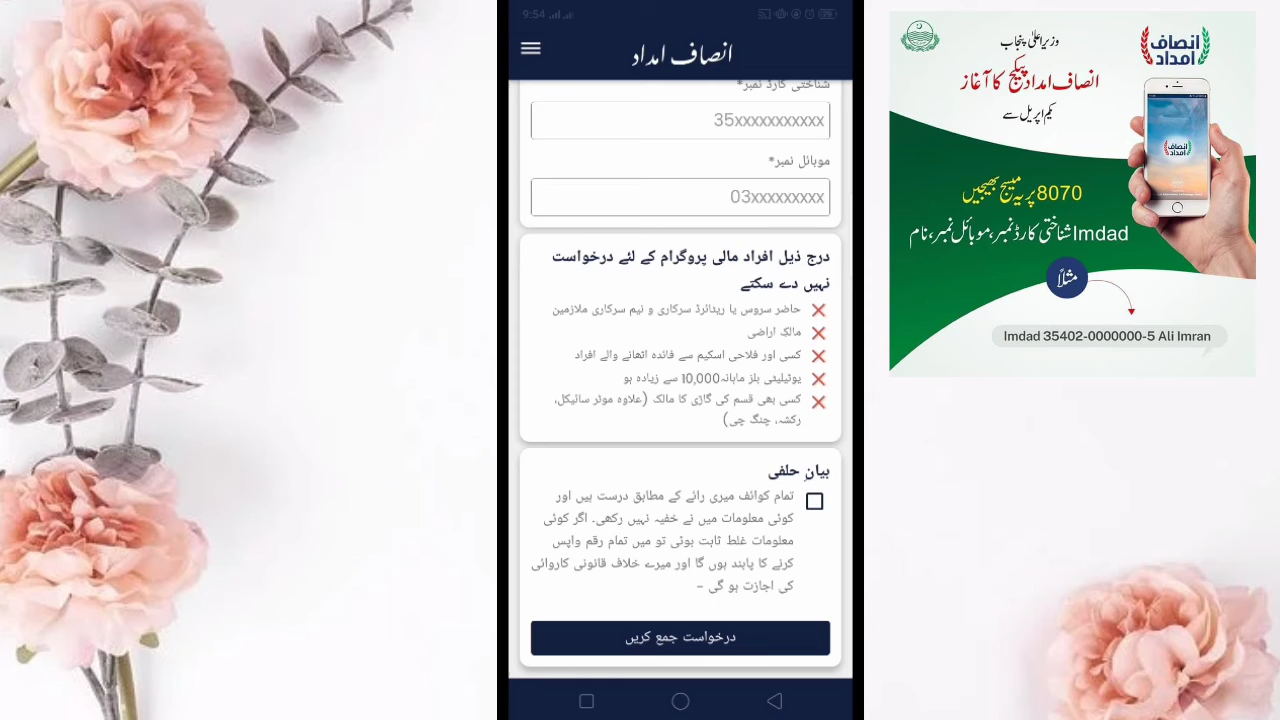 9:54
انصاف امداد
شناختی کارڈ نمبر*
35xxxxxxxxxxx
موبائل نمبر*
03xxxxxxxxx
درج ذیل افراد مالی پروگرام کے لئے درخواست
نہیں دے سکتے
حاضر سروس یا ریٹائرڈ سرکاری و نیم سرکاری ملازمین
مالکِ اراضی
کسی اور فلاحی اسکیم سے فائدہ اٹھانے والے افراد
یوٹیلیٹی بلز ماہانہ10,000 سے زیادہ ہو
کسی بھی قسم کی گاڑی کا مالک (علاوہ موٹر سائیکل،
رکشہ، چنگ چی)
بیانِ حلفی
تمام کوائف میری رائے کے مطابق درست ہیں اور
کوئی معلومات میں نے خفیہ نہیں رکھی۔ اگر کوئی
معلومات غلط ثابت ہوئی تو میں تمام رقم واپس
کرنے کا پابند ہوں گا اور میرے خلاف قانونی کاروائی
کی اجازت ہو گی -
درخواست جمع کریں
وزیراعلیٰ پنجاب
انصاف امداد پیکج کا آغاز
یکم اپریل سے
انصاف
امداد
انصاف
امداد
8070 پر یہ میسج بھیجیں
Imdad شناختی کارڈ نمبر، موبائل نمبر، نام
مثلاً
Imdad 35402-0000000-5 Ali Imran